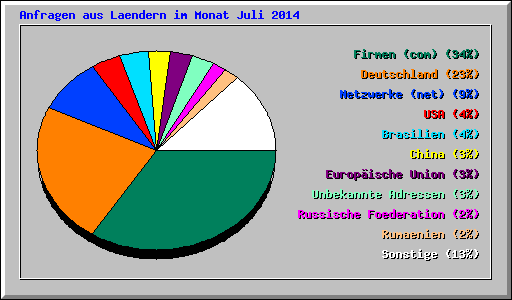 Anfragen aus Laendern im Monat Juli 2014
Firmen (com) (34%)
Deutschland (23%)
Netzwerke (net) (9%)
USA (4%)
Brasilien (4%)
China (3%)
Europäische Union (3%)
Unbekannte Adressen (3%)
Russische Foederation (2%)
Rumaenien (2%)
Sonstige (13%)